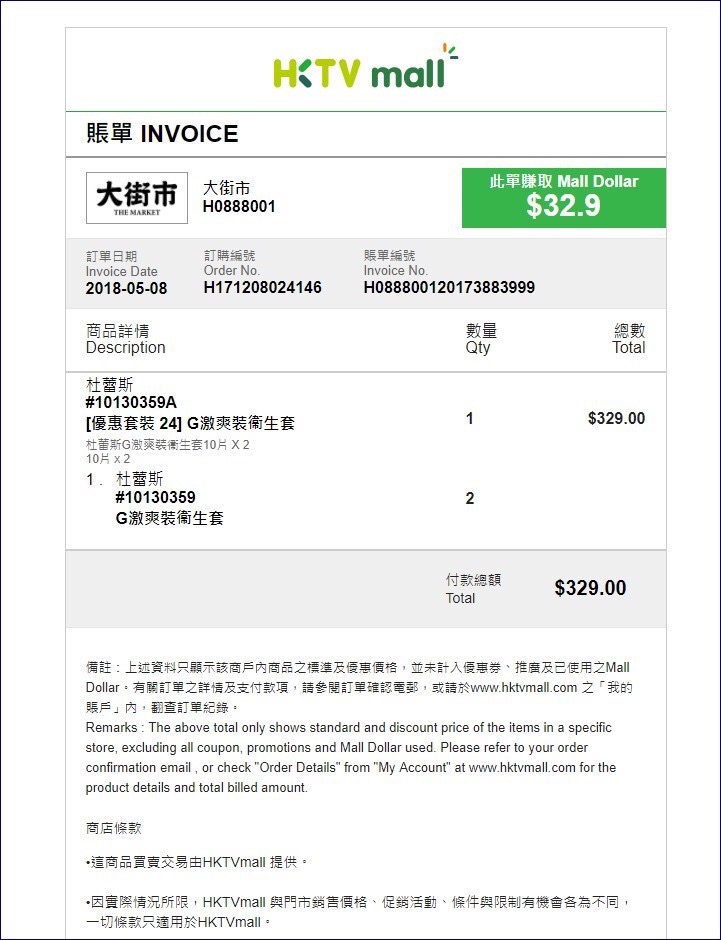 HKTV mall
賬單 INVOICE
大街市
THE MARKET
大街市
H0888001
此單賺取 Mall Dollar
$32.9
訂單日期
Invoice Date
2018-05-08
訂購編號
Order No.
H171208024146
賬單編號
Invoice No.
H088800120173883999
商品詳情
Description
數量
Qty
總數
Total
杜蕾斯
#10130359A
[優惠套裝 24] G激爽裝衛生套
杜蕾斯G激爽裝衛生套10片 X 2
10片 x 2
1
$329.00
1 . 杜蕾斯
#10130359
G激爽裝衛生套
2
付款總額
Total
$329.00
備註：上述資料只顯示該商戶內商品之標準及優惠價格，並未計入優惠券、推廣及已使用之Mall
Dollar。有關訂單之詳情及支付款項，請參閱訂單確認電郵，或請於www.hktvmall.com 之「我的
賬戶」內，翻查訂單紀錄。
Remarks : The above total only shows standard and discount price of the items in a specific
store, excluding all coupon, promotions and Mall Dollar used. Please refer to your order
confirmation email , or check "Order Details" from "My Account" at www.hktvmall.com for the
product details and total billed amount.
商店條款
•這商品買賣交易由HKTVmall 提供。
•因實際情況所限，HKTVmall 與門市銷售價格、促銷活動、條件與限制有機會各為不同，
一切條款只適用於HKTVmall。